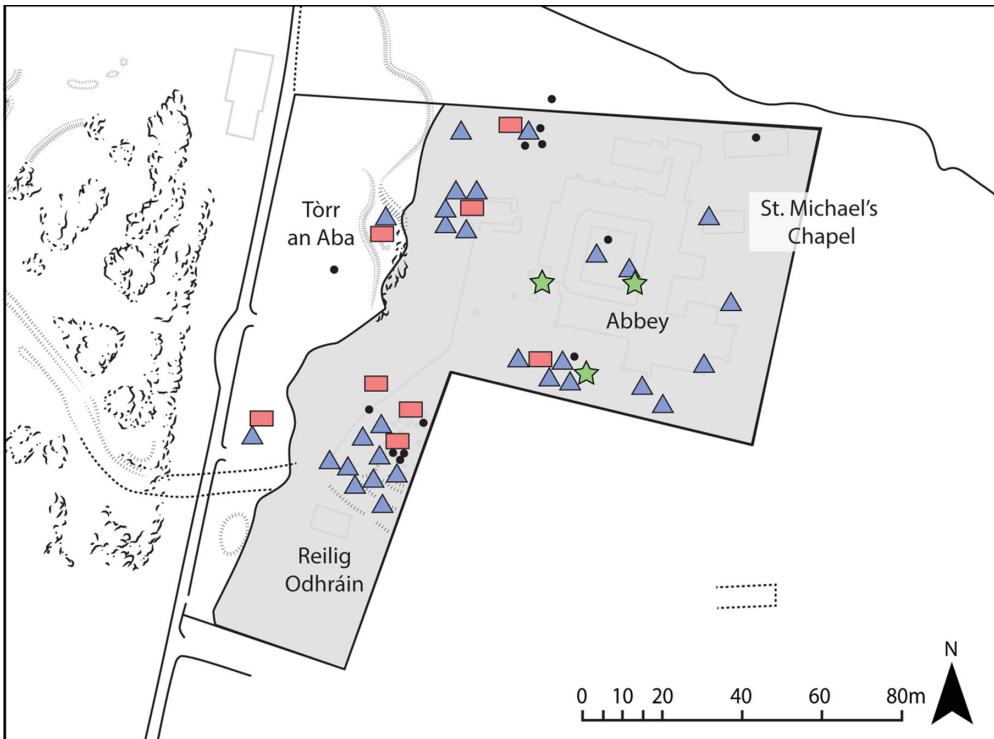 Tòrr
an Aba
St. Michael's
Chapel
Abbey
Reilig
Odhráin
N
0 10 20 40 60 80m